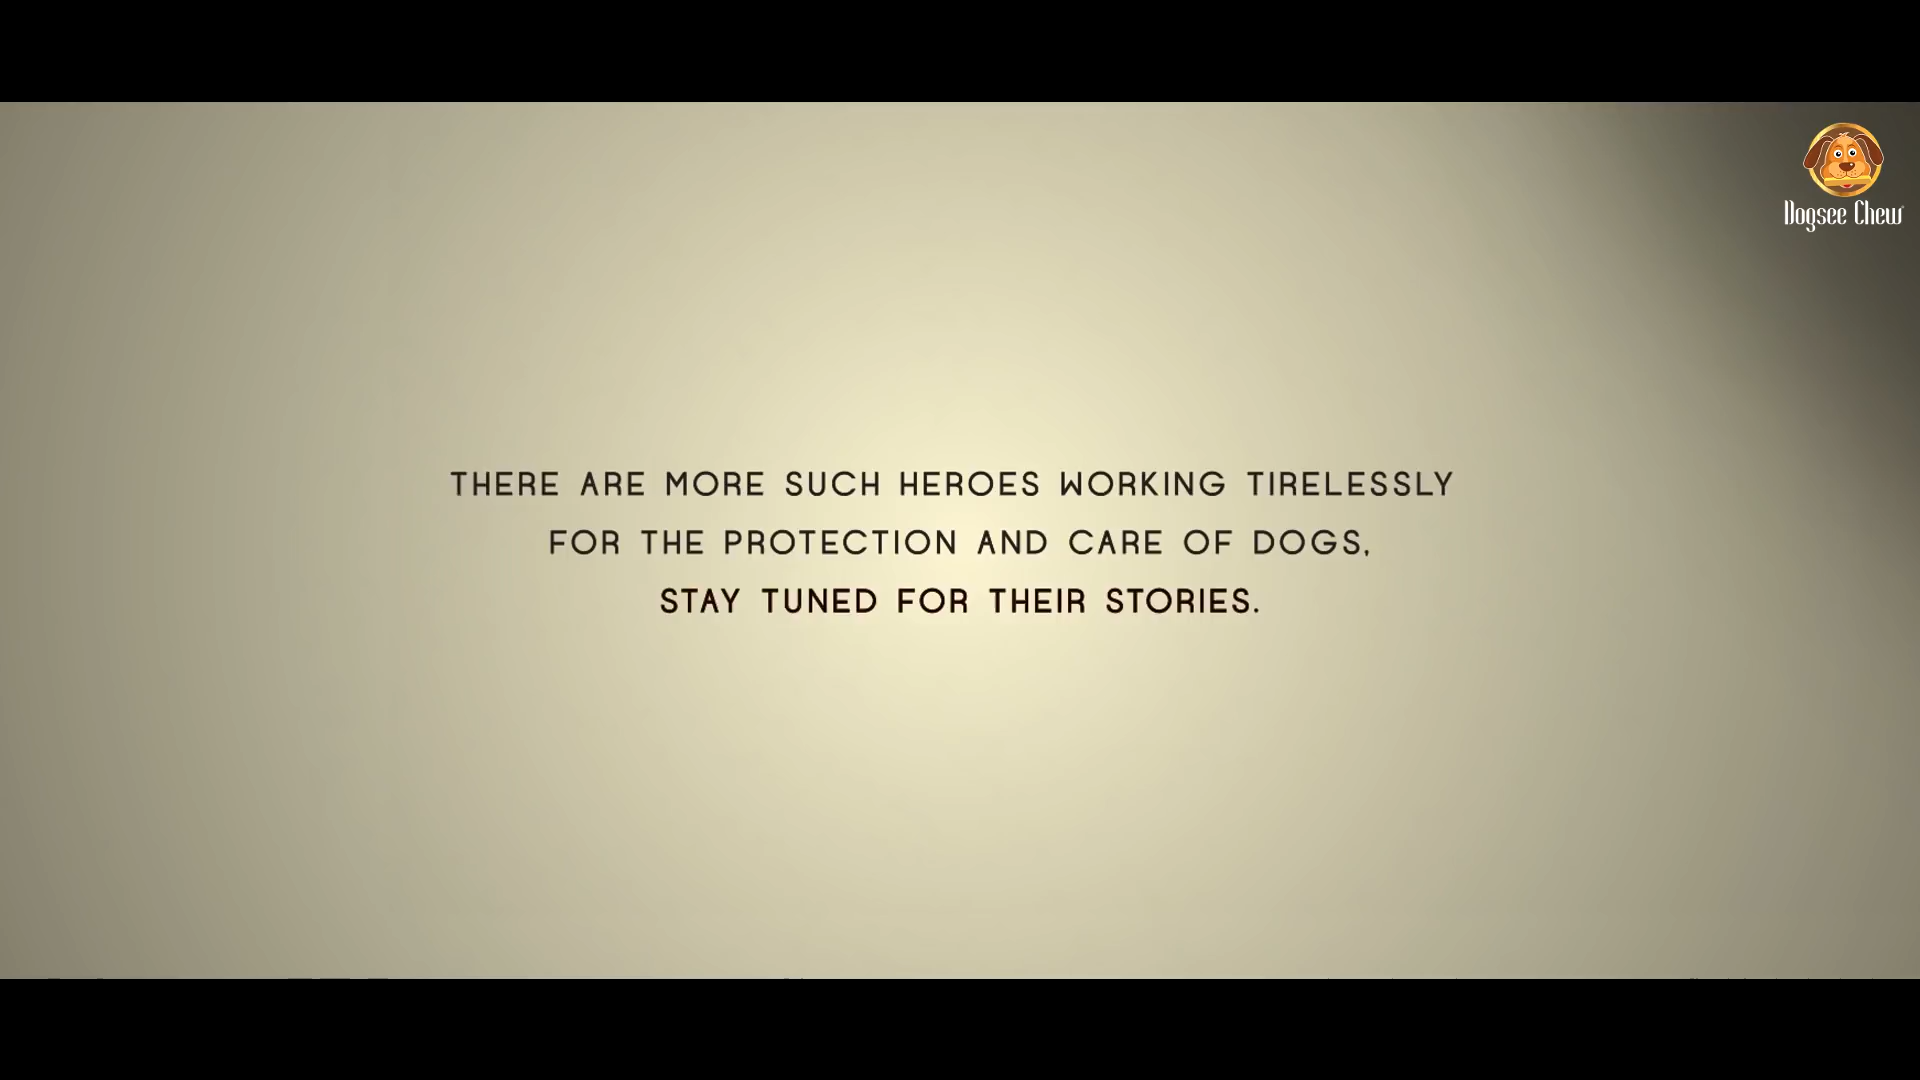 Dogsee Chew
THERE ARE MORE SUCH HEROES WORKING TIRELESSLY
FOR THE PROTECTION AND CARE OF DOGS,
STAY TUNED FOR THEIR STORIES.